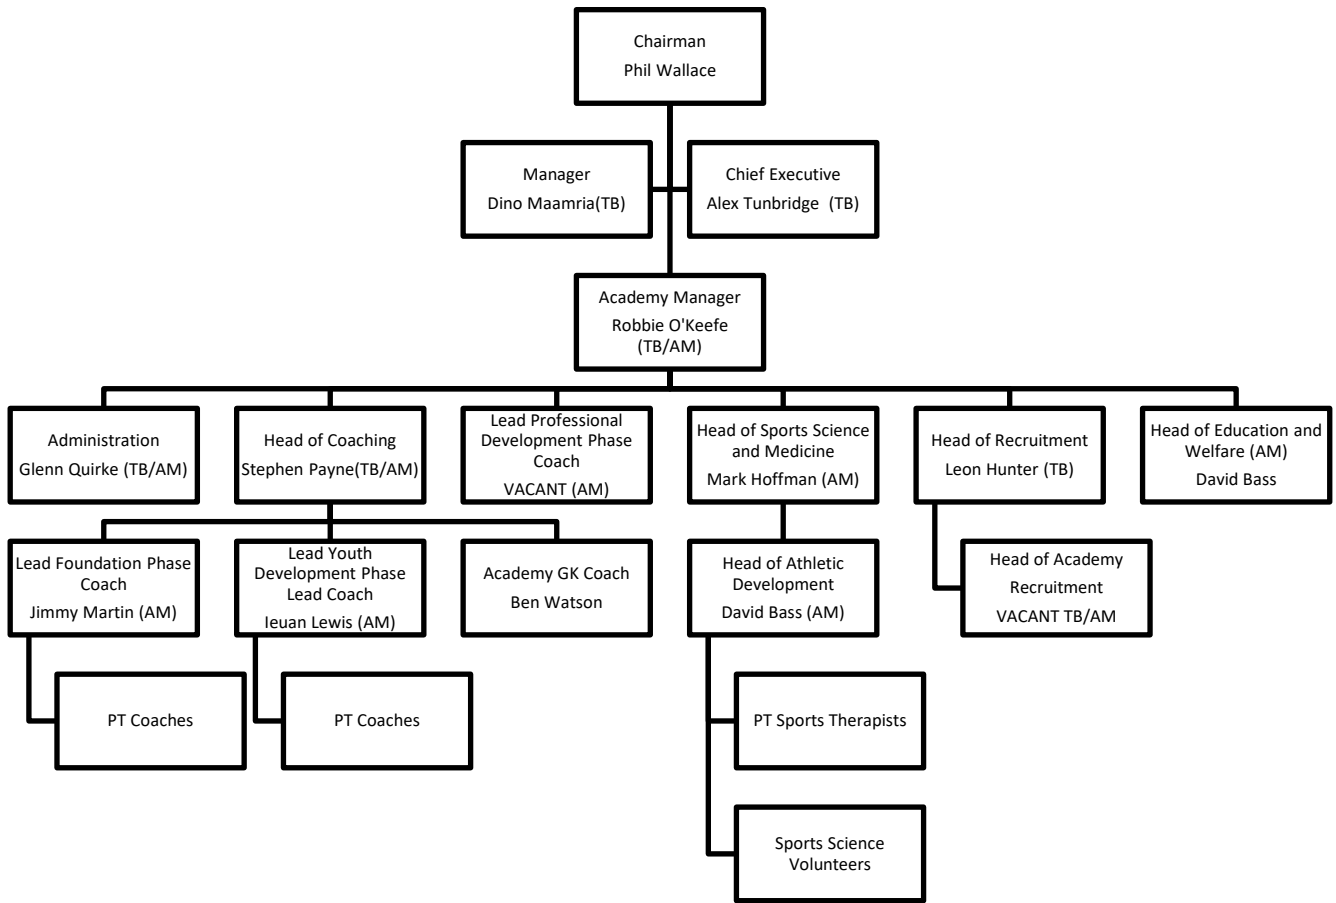 Chairman
Phil Wallace
Manager
Dino Maamria(TB)
Chief Executive
Alex Tunbridge  (TB)
Academy Manager
Robbie O'Keefe
(TB/AM)
Administration
Glenn Quirke (TB/AM)
Head of Coaching
Stephen Payne(TB/AM)
Lead Professional
Development Phase
Coach
VACANT (AM)
Head of Sports Science
and Medicine
Mark Hoffman (AM)
Head of Recruitment
Leon Hunter (TB)
Head of Education and
Welfare (AM)
David Bass
Lead Foundation Phase
Coach
Jimmy Martin (AM)
Lead Youth
Development Phase
Lead Coach
Ieuan Lewis (AM)
Academy GK Coach
Ben Watson
Head of Athletic
Development
David Bass (AM)
Head of Academy
Recruitment
VACANT TB/AM
PT Coaches
PT Coaches
PT Sports Therapists
Sports Science
Volunteers